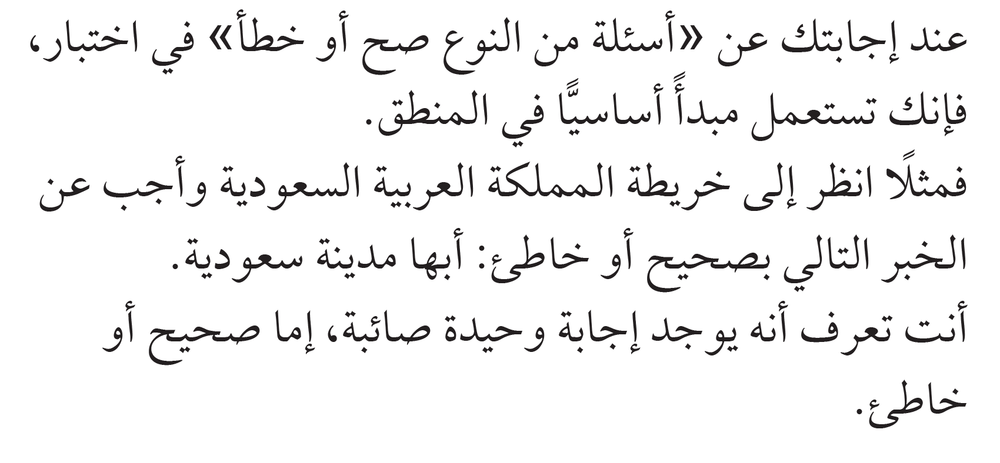 عند إجابتك عن «أسئلة من النوع صح أو خطأ» في اختبار،
فإنك تستعمل مبدأً أساسيًّا في المنطق.
فمثلًا انظر إلى خريطة المملكة العربية السعودية وأجب عن
الخبر التالي بصحيح أو خاطئ: أبها مدينة سعودية.
أنت تعرف أنه يوجد إجابة وحيدة صائبة، إما صحيح أو
خاطئ.